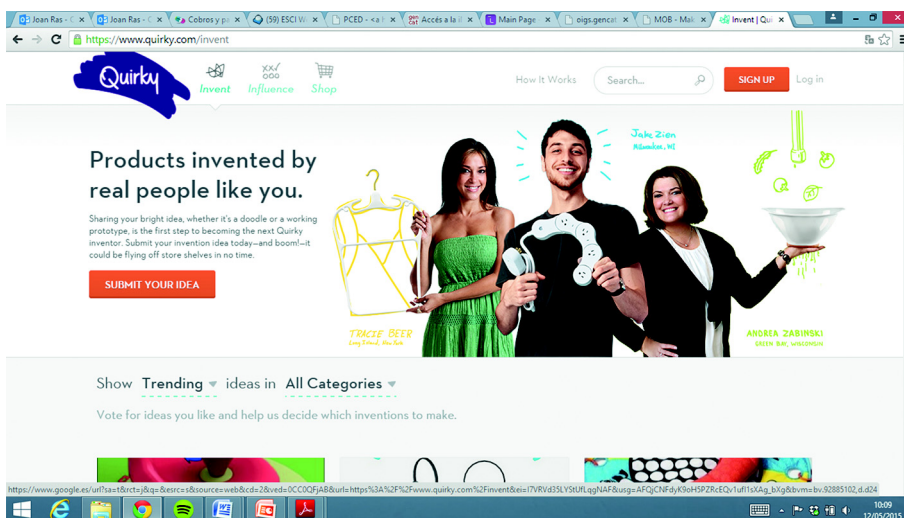 Joan Ras - C
Joan Ras - C
Cobros y pa
(59) ESCI W
PCED - <a h
Accés a la i
Main Page
oigs.gencat
MOB - Mak
Invent | Qui
https://www.quirky.com/invent
Quirky
Invent
Influence
Shop
How It Works
Search...
SIGN UP
Log in
Products invented by
real people like you.
Sharing your bright idea, whether it's a doodle or a working
prototype, is the first step to becoming the next Quirky
inventor. Submit your invention idea today—and boom!—it
could be flying off store shelves in no time.
SUBMIT YOUR IDEA
Jake Zien
Milwaukee, WI
TRACIE BEER
Long Island, New York
ANDREA ZABINSKI
GREEN BAY, WISCONSIN
Show Trending ideas in All Categories
Vote for ideas you like and help us decide which inventions to make.
10:09
12/05/2015